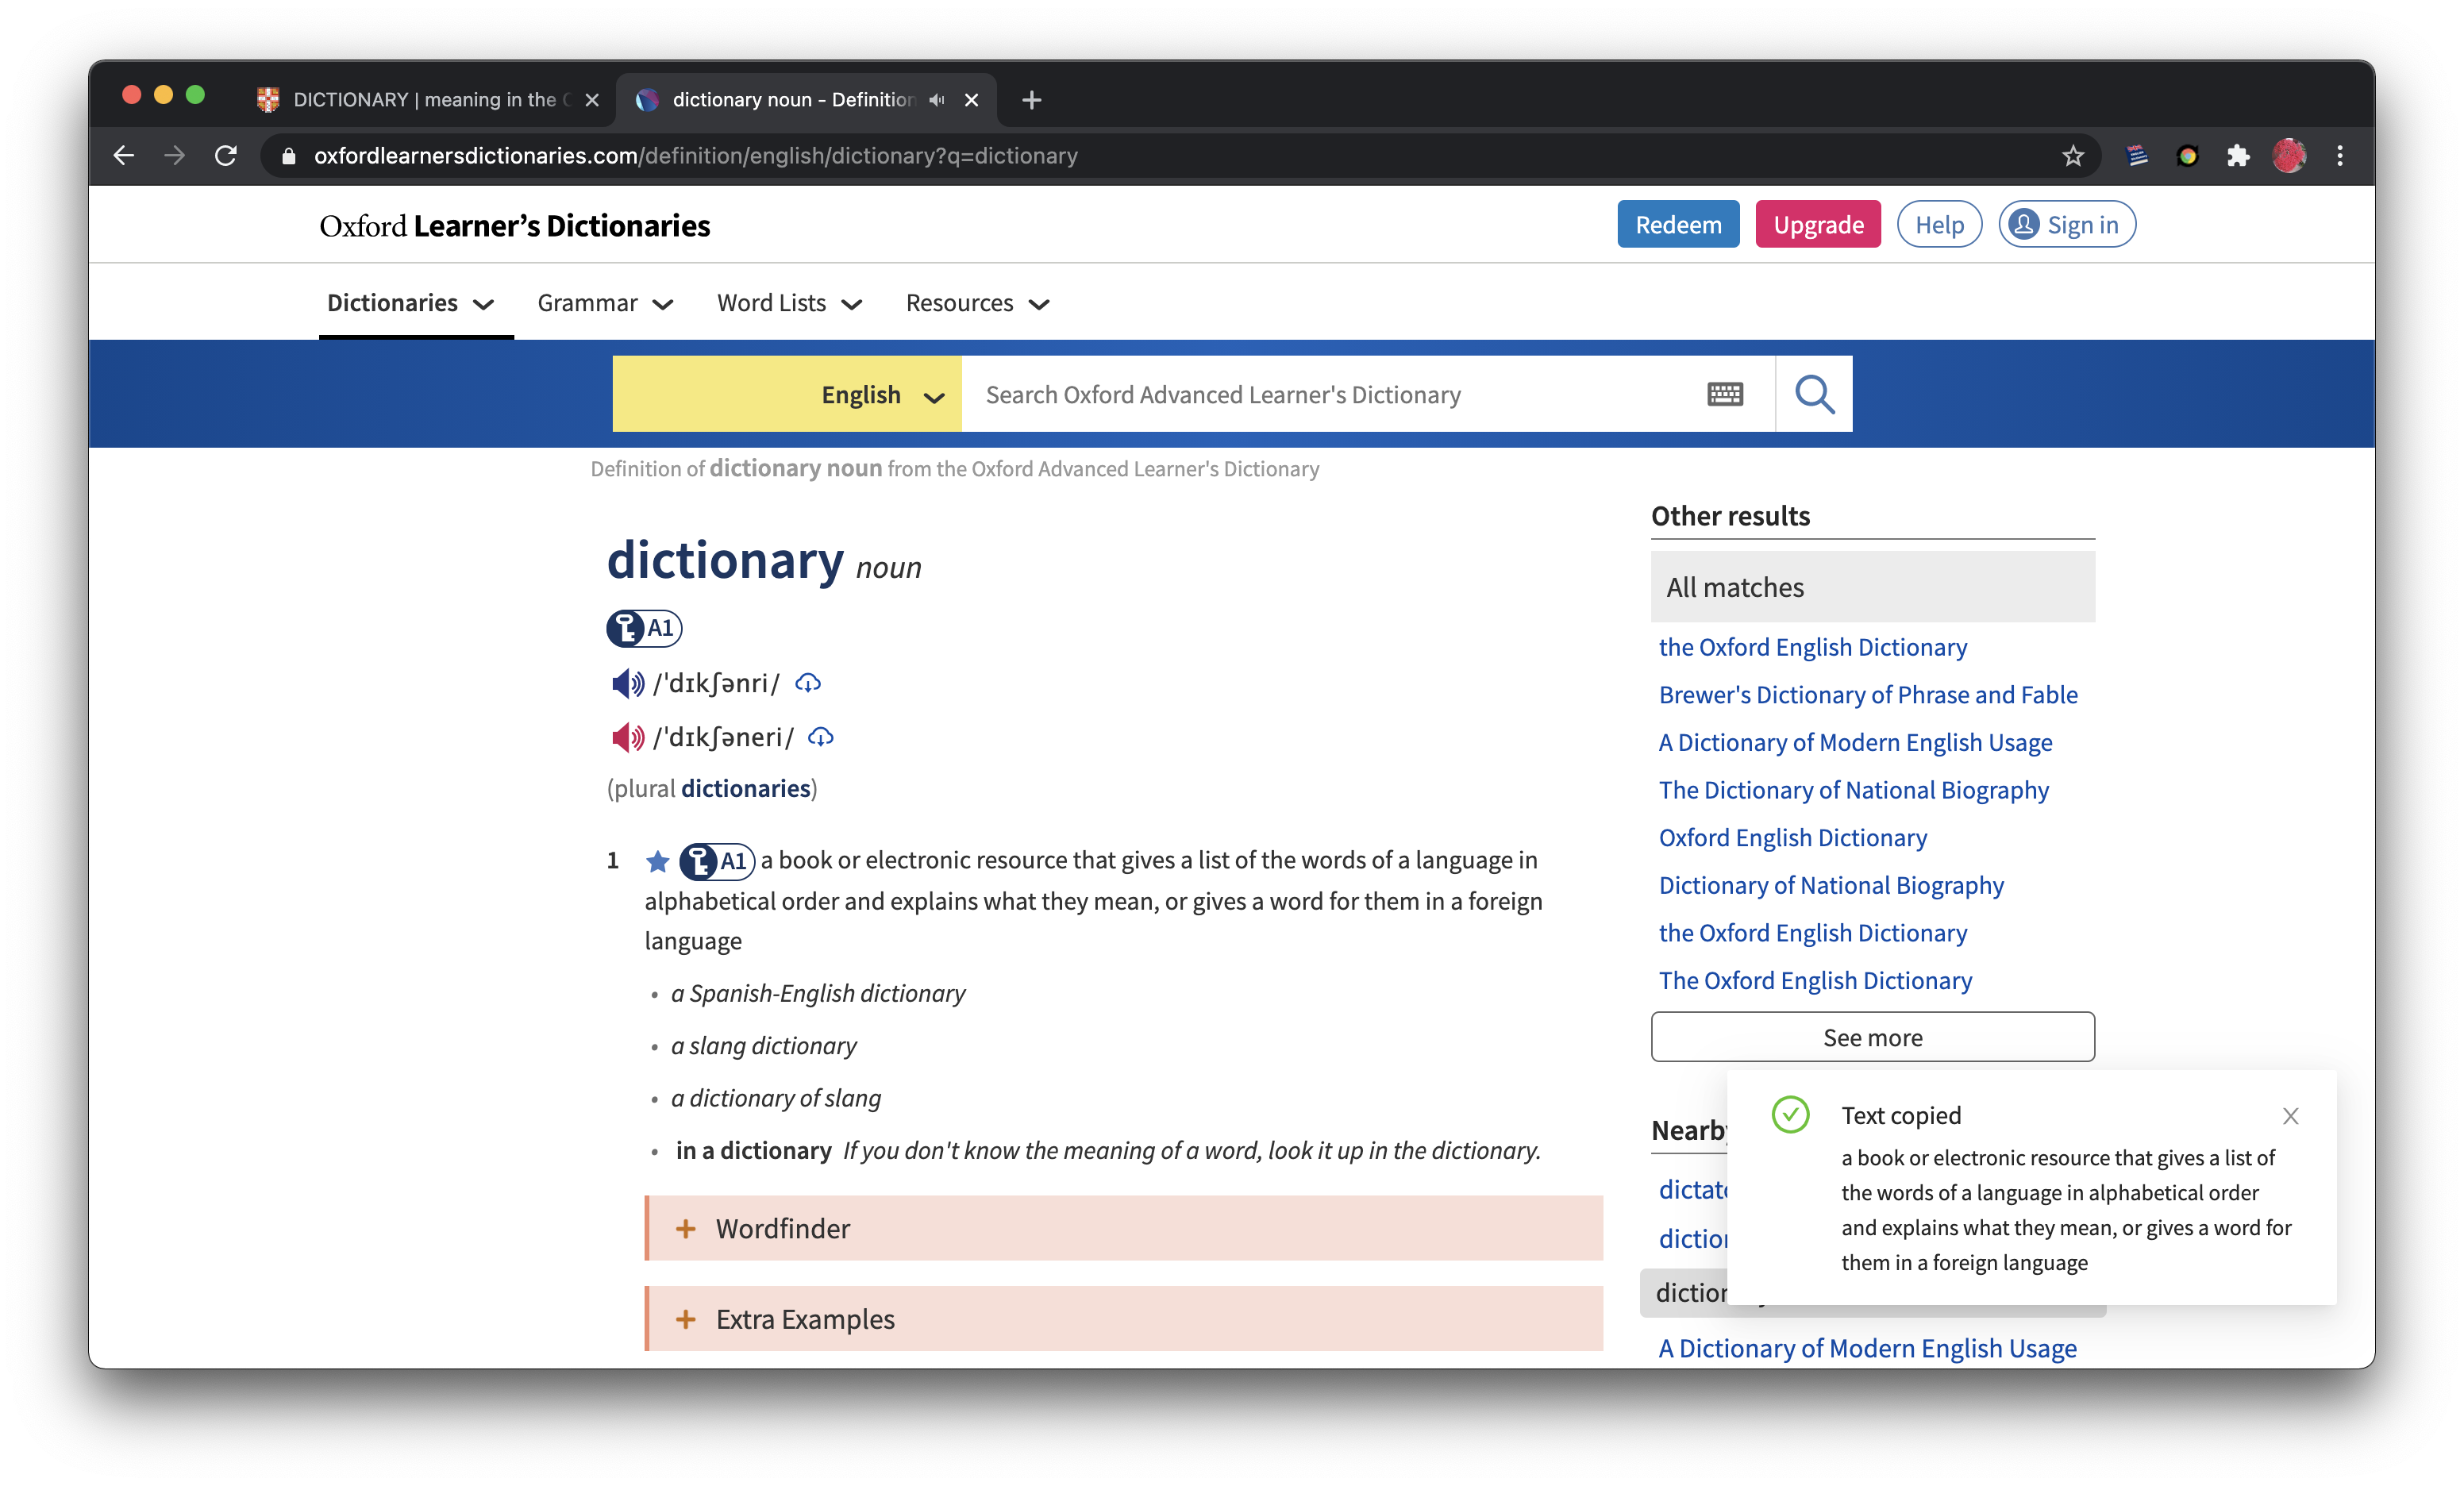 DICTIONARY | meaning in the
dictionary noun - Definition
oxfordlearnersdictionaries.com/definition/english/dictionary?q=dictionary
Oxford Learner's Dictionaries
Redeem
Upgrade
Help
Sign in
Dictionaries
Grammar
Word Lists
Resources
English
Search Oxford Advanced Learner's Dictionary
Definition of dictionary noun from the Oxford Advanced Learner's Dictionary
dictionary noun
A1
/ˈdɪkʃənri/
/ˈdɪkʃəneri/
(plural dictionaries)
1 A1 a book or electronic resource that gives a list of the words of a language in
alphabetical order and explains what they mean, or gives a word for them in a foreign
language
• a Spanish-English dictionary
• a slang dictionary
• a dictionary of slang
• in a dictionary If you don't know the meaning of a word, look it up in the dictionary.
+ Wordfinder
+ Extra Examples
Other results
All matches
the Oxford English Dictionary
Brewer's Dictionary of Phrase and Fable
A Dictionary of Modern English Usage
The Dictionary of National Biography
Oxford English Dictionary
Dictionary of National Biography
the Oxford English Dictionary
The Oxford English Dictionary
See more
A Dictionary of Modern English Usage
Text copied
a book or electronic resource that gives a list of
the words of a language in alphabetical order
and explains what they mean, or gives a word for
them in a foreign language